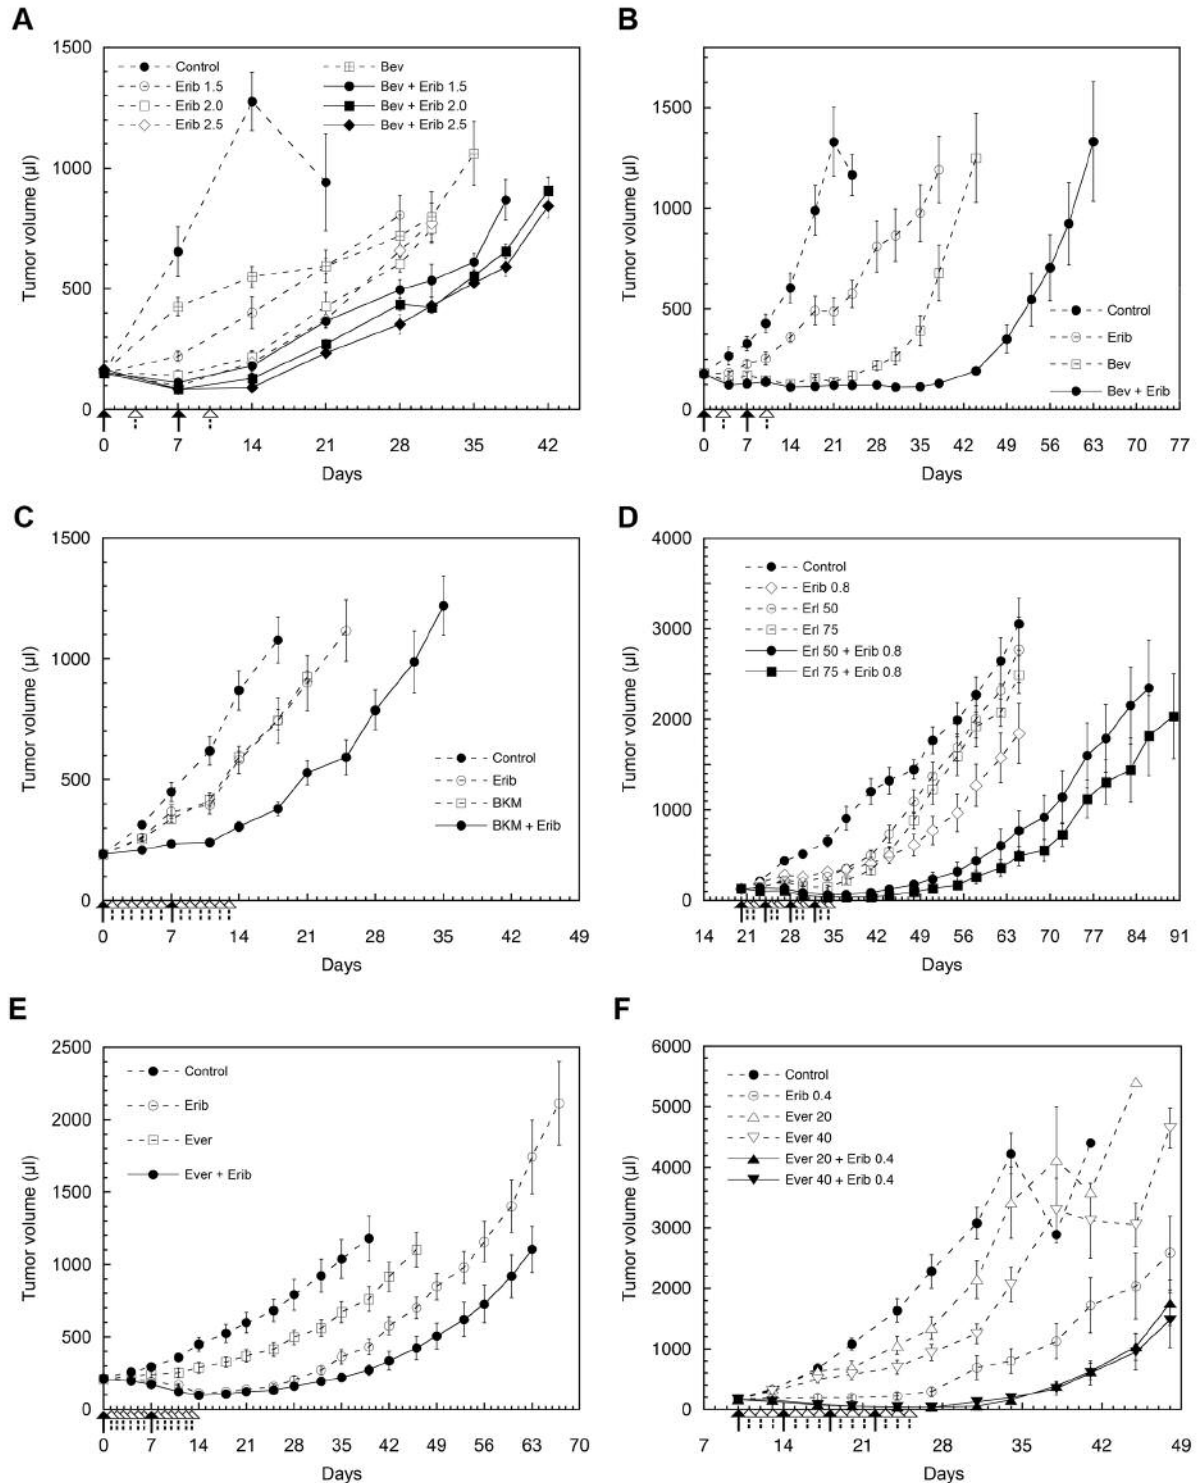 A
1500
1000
500
0
Tumor volume (µl)
Control
Erib 1.5
Erib 2.0
Erib 2.5
Bev
Bev + Erib 1.5
Bev + Erib 2.0
Bev + Erib 2.5
0 7 14 21 28 35 42
Days
B
1500
1000
500
0
Tumor volume (µl)
Control
Erib
Bev
Bev + Erib
0 7 14 21 28 35 42 49 56 63 70 77
Days
C
1500
1000
500
0
Tumor volume (µl)
Control
Erib
BKM
BKM + Erib
0 7 14 21 28 35 42 49
Days
D
4000
3000
2000
1000
0
Tumor volume (µl)
Control
Erib 0.8
Erl 50
Erl 75
Erl 50 + Erib 0.8
Erl 75 + Erib 0.8
14 21 28 35 42 49 56 63 70 77 84 91
Days
E
2500
2000
1500
1000
500
0
Tumor volume (µl)
Control
Erib
Ever
Ever + Erib
0 7 14 21 28 35 42 49 56 63 70
Days
F
6000
5000
4000
3000
2000
1000
0
Tumor volume (µl)
Control
Erib 0.4
Ever 20
Ever 40
Ever 20 + Erib 0.4
Ever 40 + Erib 0.4
7 14 21 28 35 42 49
Days